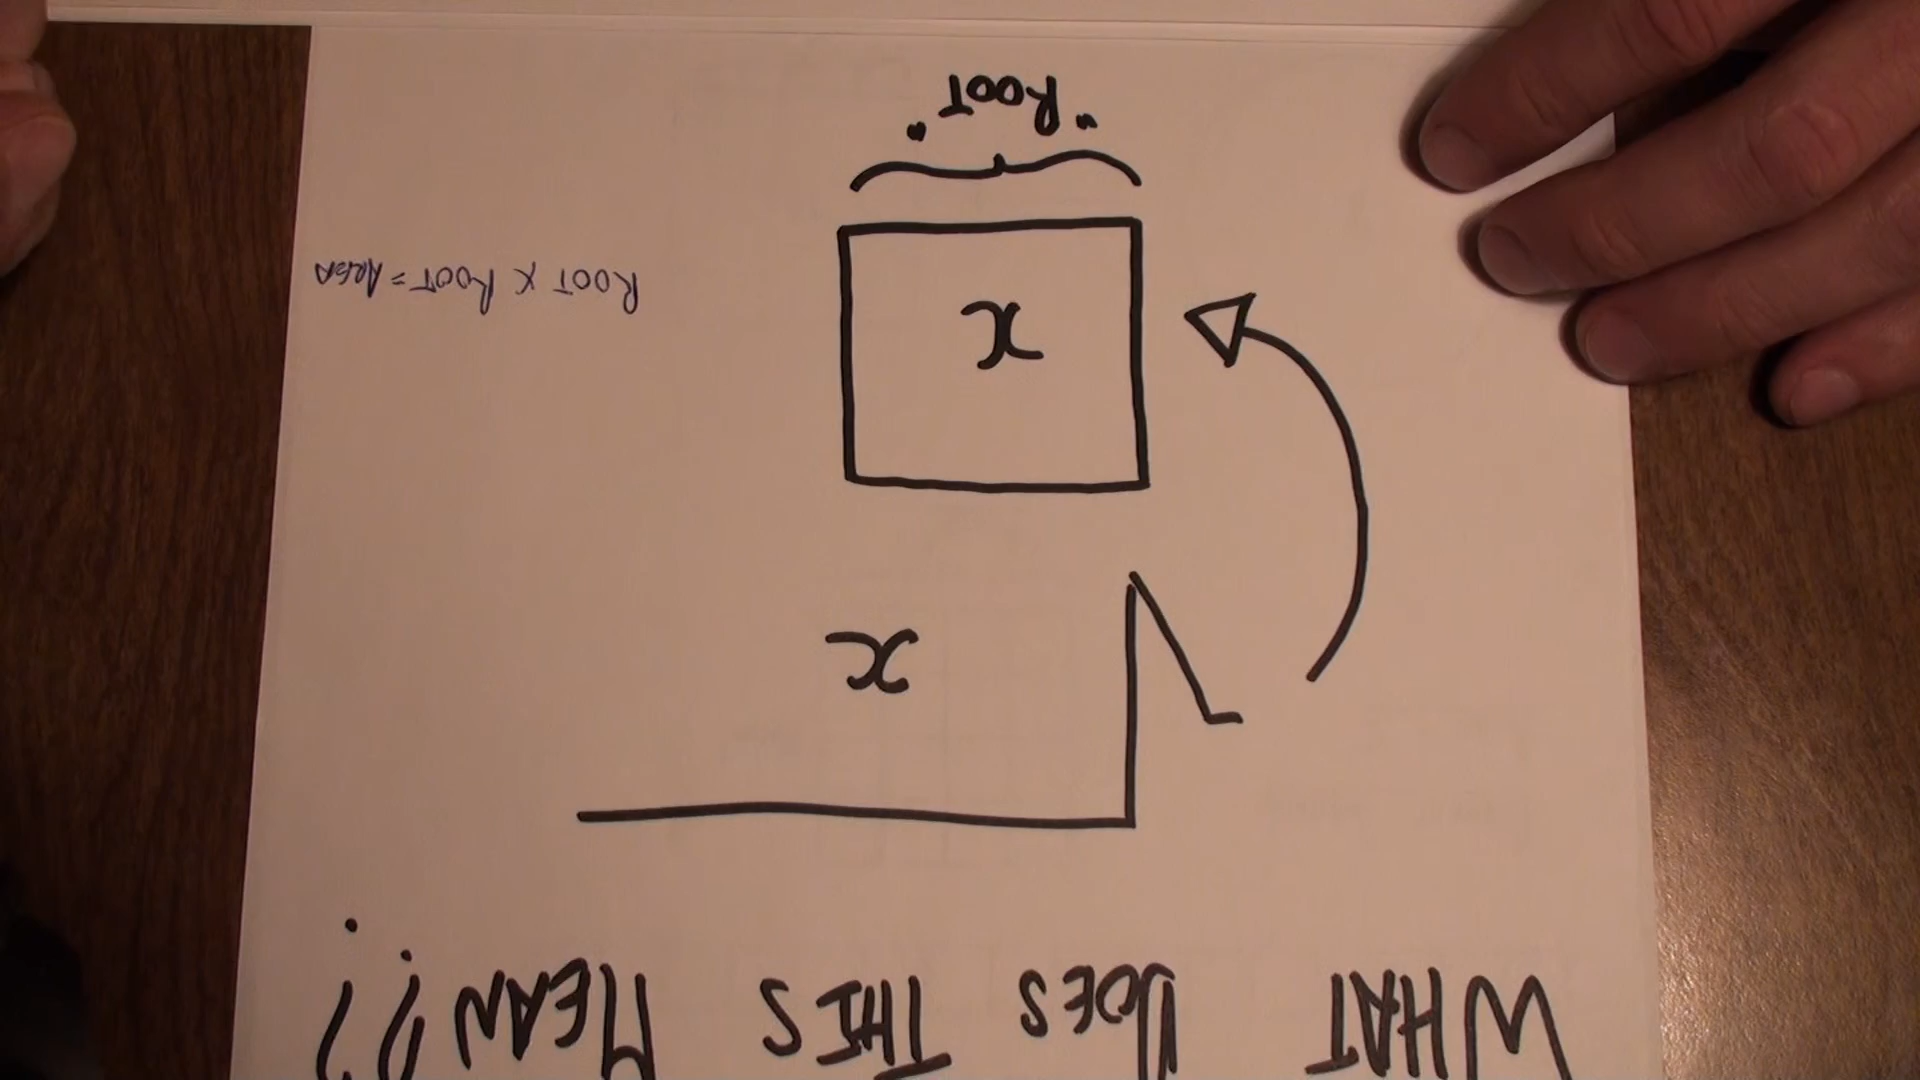 WHAT DOES THIS MEAN??
√x
x
ROOT X ROOT = AREA
"ROOT"